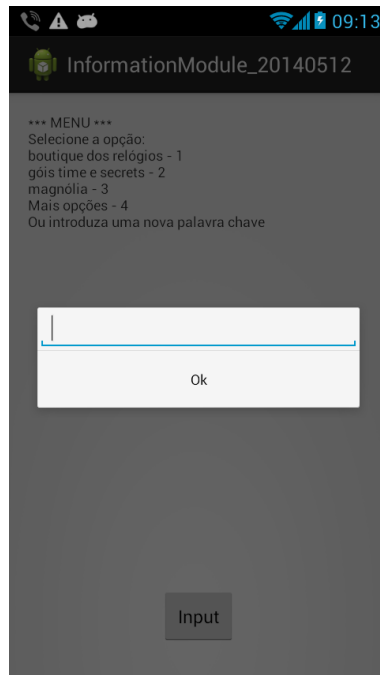 09:13
InformationModule_20140512
*** MENU ***
Selecione a opção:
boutique dos relógios - 1
góis time e secrets - 2
magnólia - 3
Mais opções - 4
Ou introduza uma nova palavra chave
Ok
Input